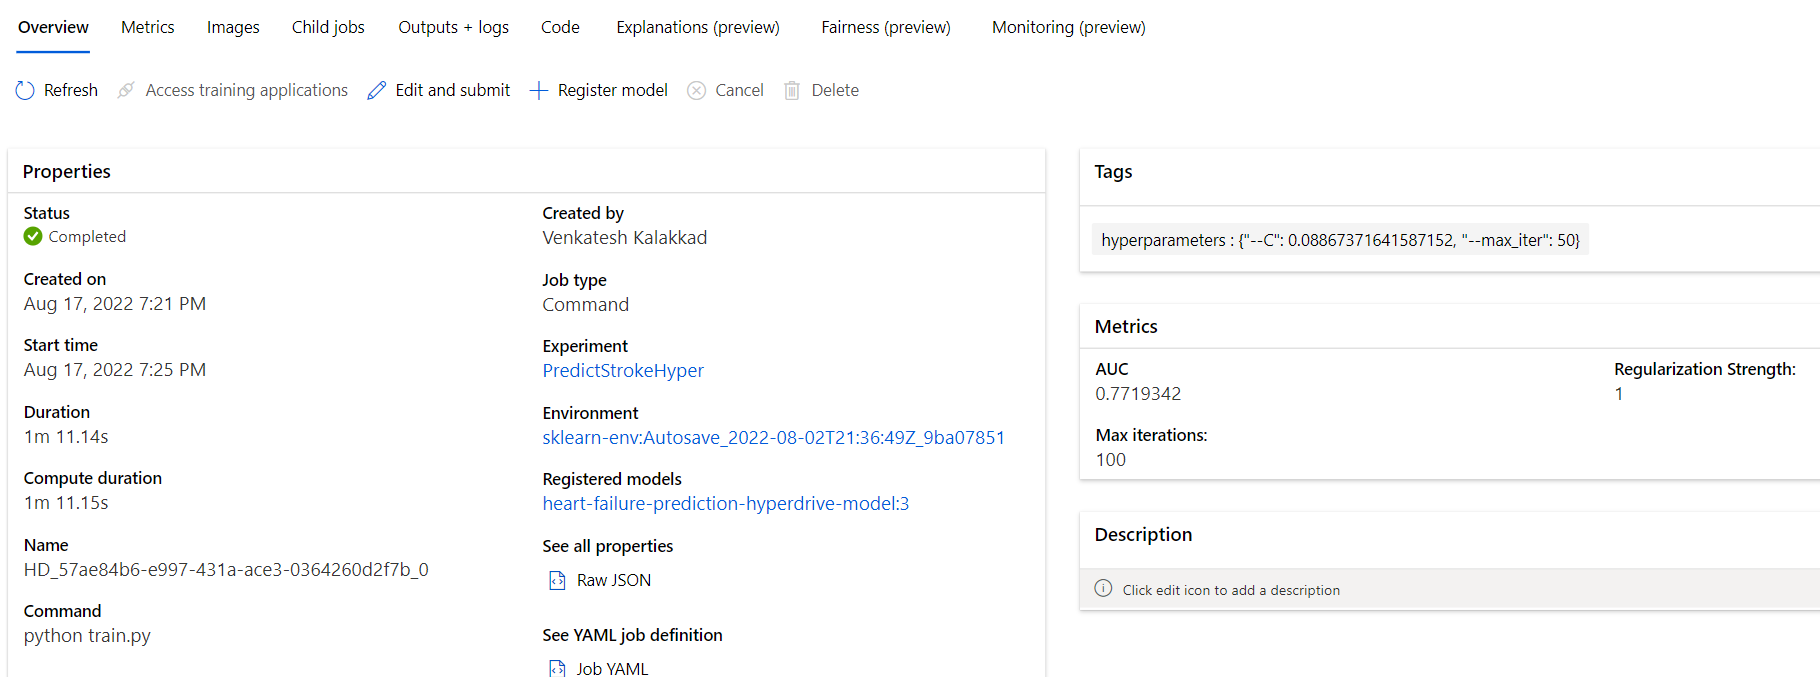 Overview Metrics Images Child jobs Outputs + logs Code Explanations (preview) Fairness (preview) Monitoring (preview)
Refresh Access training applications Edit and submit Register model Cancel Delete
Properties
Status
Completed
Created on
Aug 17, 2022 7:21 PM
Start time
Aug 17, 2022 7:25 PM
Duration
1m 11.14s
Compute duration
1m 11.15s
Name
HD_57ae84b6-e997-431a-ace3-0364260d2f7b_0
Command
python train.py
Created by
Venkatesh Kalakkad
Job type
Command
Experiment
PredictStrokeHyper
Environment
sklearn-env:Autosave_2022-08-02T21:36:49Z_9ba07851
Registered models
heart-failure-prediction-hyperdrive-model:3
See all properties
Raw JSON
See YAML job definition
Job YAML
Tags
hyperparameters : {"--C": 0.08867371641587152, "--max_iter": 50}
Metrics
AUC
0.7719342
Regularization Strength:
1
Max iterations:
100
Description
Click edit icon to add a description